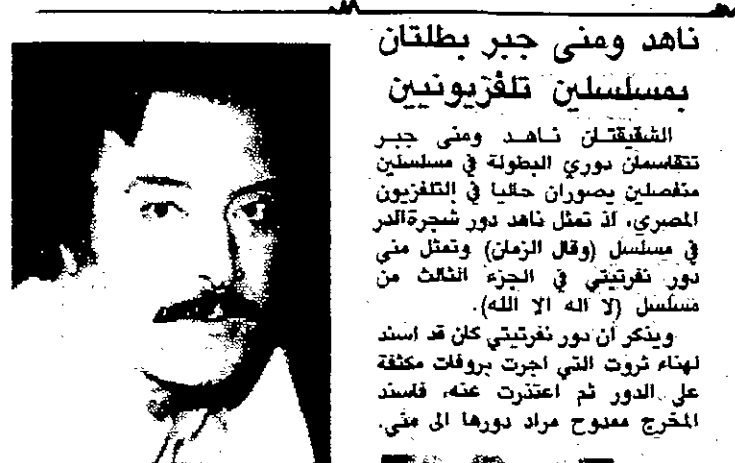 ناهد ومنى جبر بطلتان
بمسلسلين تلفزيونيين
الشقيقتان ناهد ومنى جبر
تتقاسمان دوري البطولة في مسلسلين
منفصلين يصوران حاليا في التلفزيون
المصري، اذ تمثل ناهد دور شجرة الدر
في مسلسل (وقال الزمان) وتمثل منى
دور نفرتيتي في الجزء الثالث من
مسلسل (لا اله الا الله).
ويذكر ان دور نفرتيتي كان قد اسند
لهناء ثروت التي اجرت بروفات مكثفة
على الدور ثم اعتذرت عنه، فاسند
المخرج ممدوح مراد دورها الى منى.